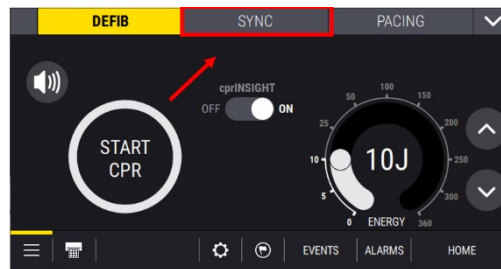 DEFIB SYNC PACING
cprINSIGHT
OFF ON
START
CPR
0
5
10
25
50
100
150
200
250
300
360
10J
ENERGY
EVENTS ALARMS HOME